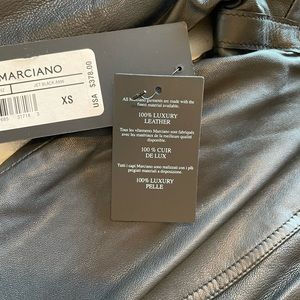 MARCIANO
JET BLACK A996
XS
USA $378.00
All Marciano garments are made with the
finest material available.
100% LUXURY
LEATHER
Tous les vêtements Marciano sont fabriqués
avec les matériaux de la meilleure qualité
disponible.
100 % CUIR
DE LUX
Tutti i capi Marciano sono realizzati con i più
pregiati materiali a disposizione.
100% LUXURY
PELLE